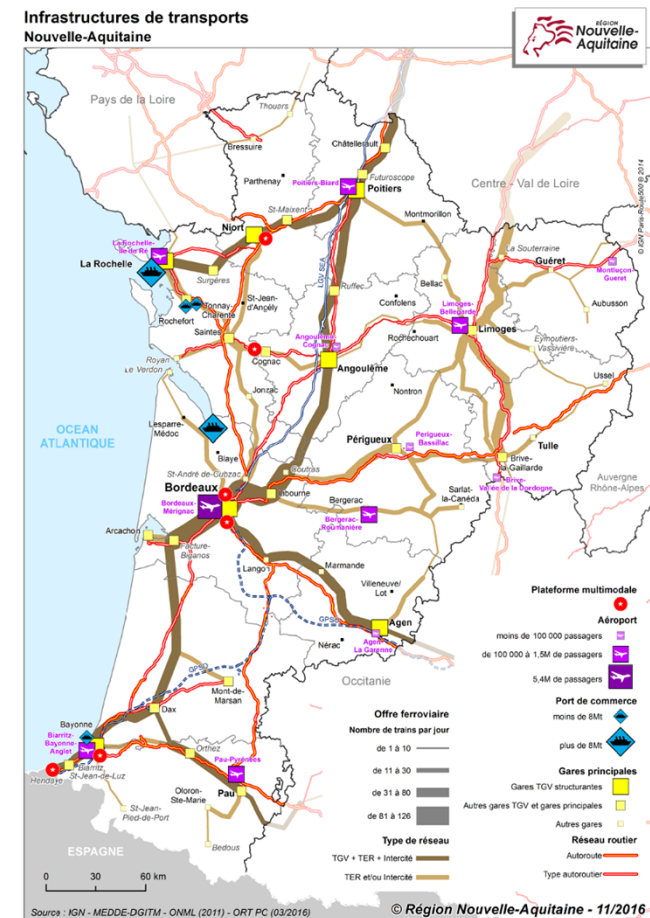 Infrastructures de transports
Nouvelle-Aquitaine
RÉGION
Nouvelle-
Aquitaine
Pays de la Loire
Thouars
Bressuire
Châtellerault
Parthenay
Futuroscope
Poitiers-Biard
Poitiers
Centre - Val de Loire
St-Maixent
Niort
Montmorillon
La Rochelle-
Ile de Ré
La Rochelle
Surgères
La Souterraine
Guéret
Montluçon-
Guéret
LGV SEA
Ruffec
Bellac
Aubusson
Tonnay-
Charente
Rochefort
St-Jean-
d'Angély
Confolens
Limoges-
Bellegarde
Limoges
Saintes
Angoulême-
Cognac
Rochechouart
Eymoutiers-
Vassivière
Royan
Le Verdon
Cognac
Angoulême
Ussel
Jonzac
Nontron
OCEAN
ATLANTIQUE
Lesparre-
Médoc
Blaye
Périgueux
Perigueux-
Bassillac
Tulle
Brive-
la-Gaillarde
St-André de Cubzac
Coutras
Brive-
Vallée de la Dordogne
Auvergne
Rhône-Alpes
Bordeaux
Bordeaux-
Mérignac
Libourne
Bergerac
Sarlat-
la-Canéda
Bergerac-
Roumanière
Arcachon
Facture-
Biganos
Langon
Marmande
Villeneuve/
Lot
GPSO
Agen
Agen-
La Garenne
Nérac
Occitanie
GPSO
Mont-de-
Marsan
Dax
Bayonne
Biarritz-
Bayonne-
Anglet
Biarritz
St-Jean-de-Luz
Hendaye
Orthez
Pau-Pyrénées
Pau
Oloron-
Ste-Marie
St-Jean-
Pied-de-Port
Bedous
ESPAGNE
0 30 60 km
Offre ferroviaire
Nombre de trains par jour
de 1 à 10
de 11 à 30
de 31 à 80
de 81 à 126
Type de réseau
TGV + TER + Intercité
TER et/ou Intercité
Plateforme multimodale
Aéroport
moins de 100 000 passagers
de 100 000 à 1,5M de passagers
5,4M de passagers
Port de commerce
moins de 8Mt
plus de 8Mt
Gares principales
Gares TGV structurantes
Autres gares TGV et gares principales
Autres gares
Réseau routier
Autoroute
Type autoroutier
© IGN Paris-Route500 ® 2014
Source : IGN - MEDDE-DGITM - ONML (2011) - ORT PC (03/2016)
© Région Nouvelle-Aquitaine - 11/2016